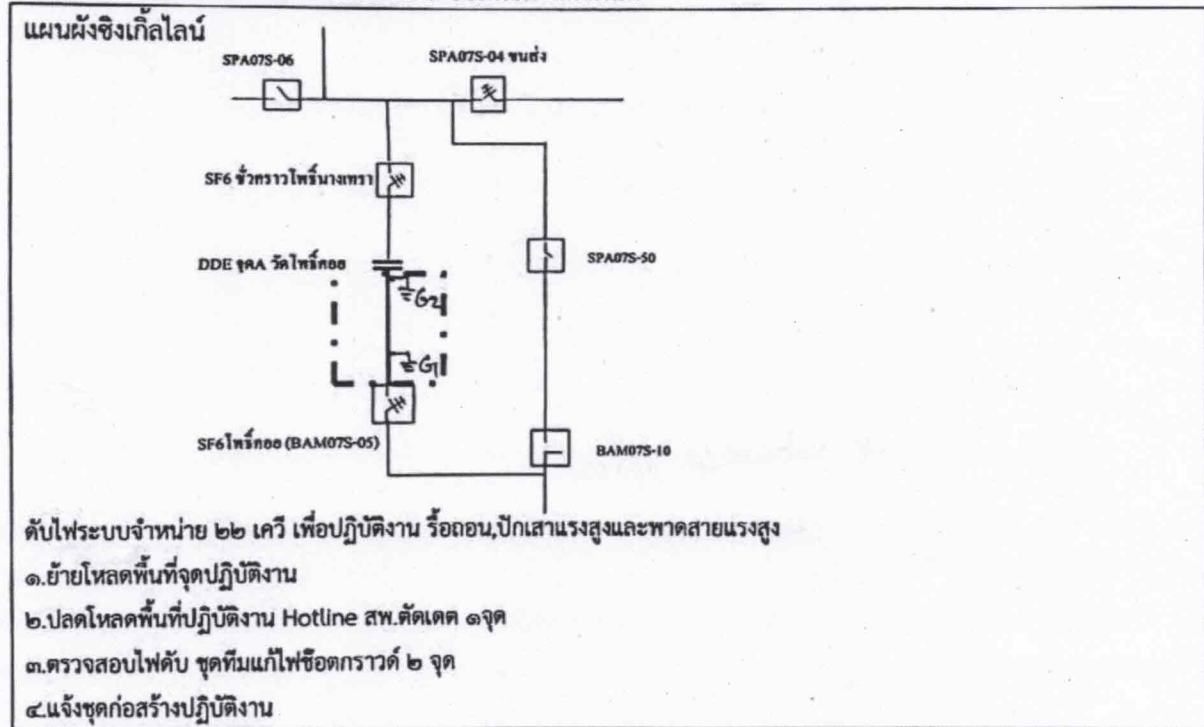 แผนผังซิงเกิ้ลไลน์
SPA07S-06
SPA07S-04 ขนส่ง
SF6 ชั่วคราวโพธิ์นางเทรา
DDE จุดA วัดโพธิ์คอย
SPA07S-50
G2
G1
SF6โพธิ์คอย (BAM07S-05)
BAM07S-10
ดับไฟระบบจำหน่าย ๒๒ เควี เพื่อปฏิบัติงาน รื้อถอน,ปักเสาแรงสูงและพาดสายแรงสูง
๑.ย้ายโหลดพื้นที่จุดปฏิบัติงาน
๒.ปลดโหลดพื้นที่ปฏิบัติงาน Hotline สพ.ตัดเดต ๑จุด
๓.ตรวจสอบไฟดับ ชุดทีมแก้ไฟช๊อตกราวด์ ๒ จุด
๔.แจ้งชุดก่อสร้างปฏิบัติงาน